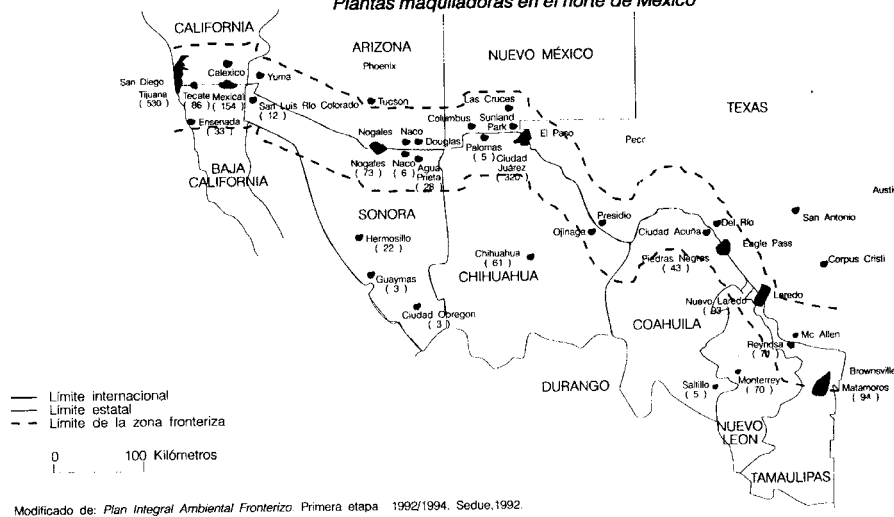 Plantas maquiladoras en el norte de México
CALIFORNIA
ARIZONA
Phoenix
NUEVO MÉXICO
TEXAS
San Diego
Tijuana
( 530)
Calexico
Tecate
86 )
Mexicali
( 154 )
Yuma
San Luis Río Colorado
( 12 )
Ensenada
( 33 )
BAJA
CALIFORNIA
Tucson
Nogales
Nogales
(73 )
Naco
Naco
( 6 )
Douglas
Agua
Prieta
( 28
Las Cruces
Columbus
Sunland
Park
Palomas
( 5 )
El Paso
Ciudad
Juárez
( 320)
SONORA
Hermosillo
( 22 )
Guaymas
( 3 )
Ciudad Obregon
( 3 )
Chihuahua
( 61 )
CHIHUAHUA
Ojinage
Presidio
Ciudad Acuña
Del Río
Eagle Pass
Piedras Negras
( 43 )
San Antonio
Corpus Cristi
Nuevo Laredo
Laredo
COAHUILA
Mc Allen
Reynosa
Brownsville
Matamoros
( 94 )
Saltillo
( 5 )
Monterrey
( 70 )
DURANGO
NUEVO
LEON
TAMAULIPAS
Límite internacional
Límite estatal
Límite de la zona fronteriza
0 100 Kilómetros
Modificado de: Plan Integral Ambiental Fronterizo. Primera etapa 1992/1994. Sedue,1992.